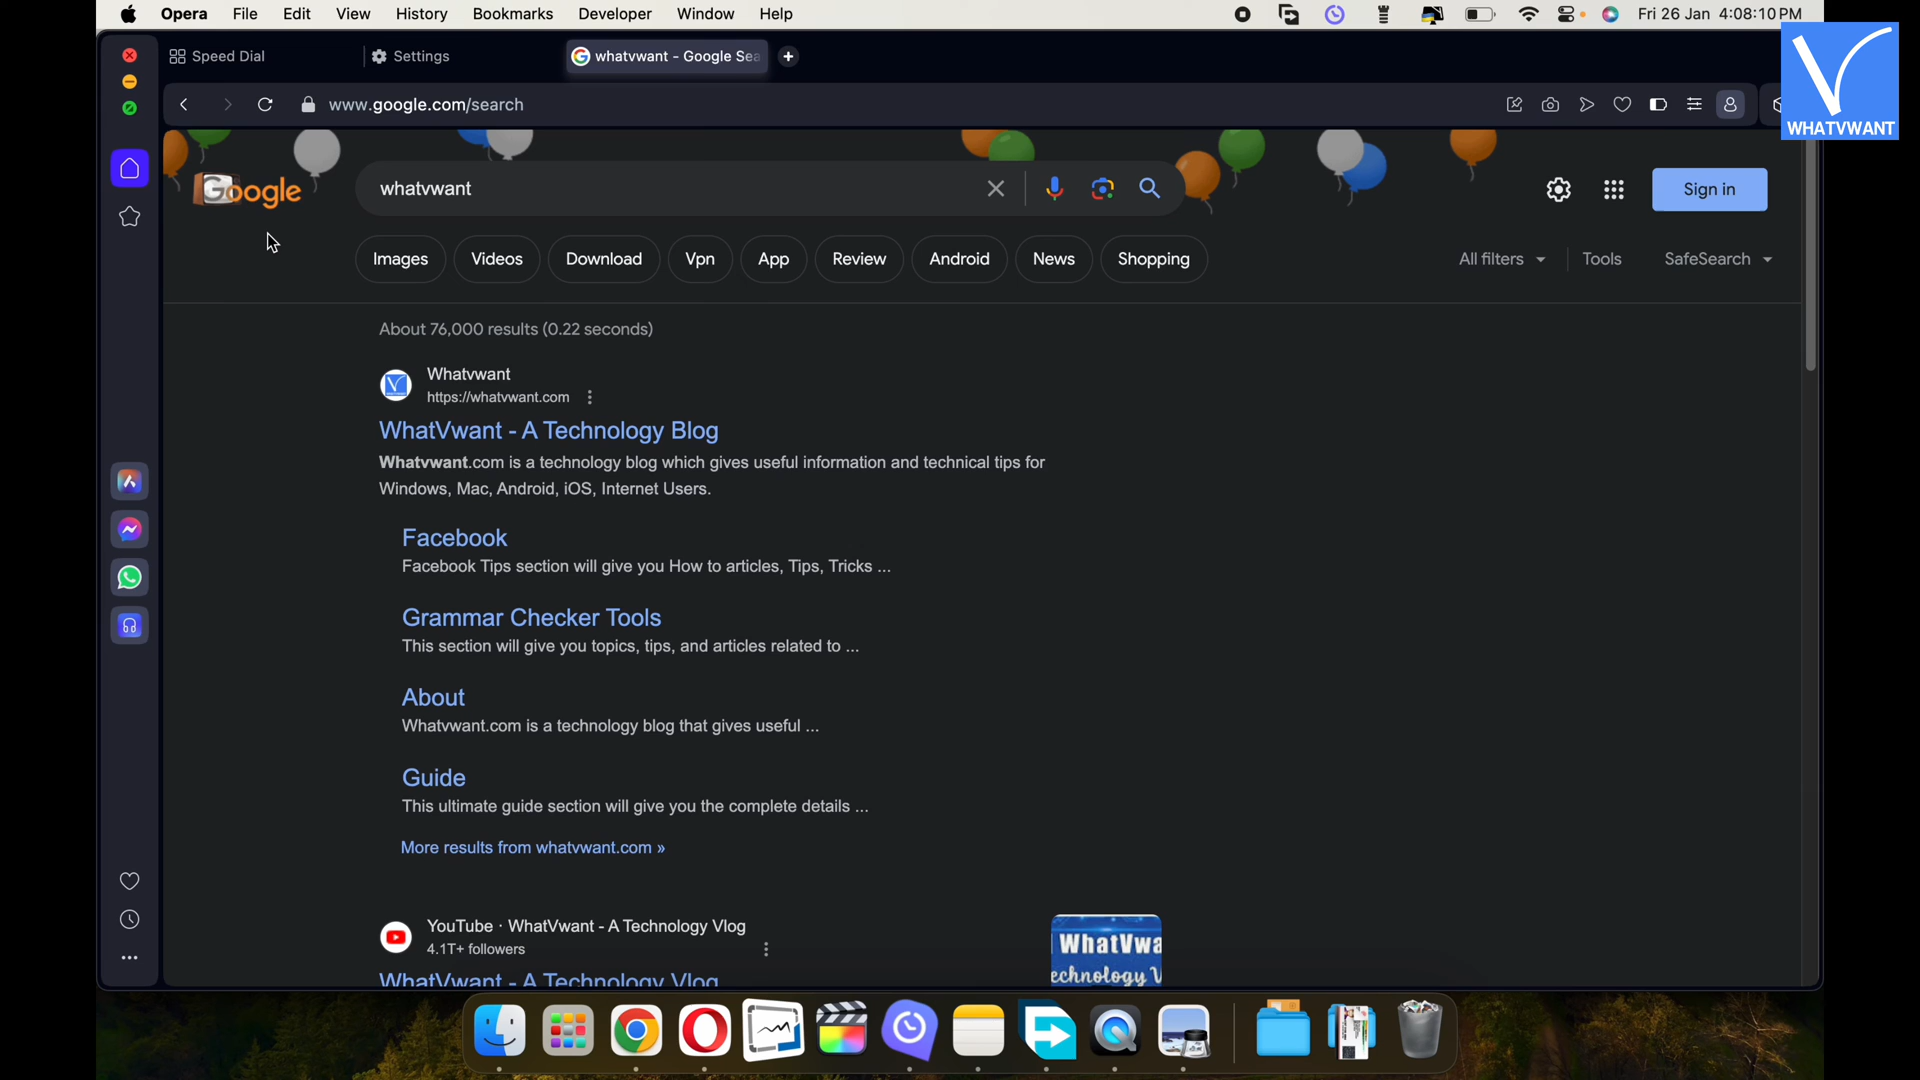 Opera File Edit View History Bookmarks Developer Window Help Fri 26 Jan 4:08:10 PM
Speed Dial Settings whatvwant - Google Sea
www.google.com/search
WHATVWANT
Google whatvwant Sign in
Images Videos Download Vpn App Review Android News Shopping All filters Tools SafeSearch
About 76,000 results (0.22 seconds)
Whatvwant
https://whatvwant.com
WhatVwant - A Technology Blog
Whatvwant.com is a technology blog which gives useful information and technical tips for
Windows, Mac, Android, iOS, Internet Users.
Facebook
Facebook Tips section will give you How to articles, Tips, Tricks ...
Grammar Checker Tools
This section will give you topics, tips, and articles related to ...
About
Whatvwant.com is a technology blog that gives useful ...
Guide
This ultimate guide section will give you the complete details ...
More results from whatvwant.com »
YouTube · WhatVwant - A Technology Vlog
4.1T+ followers
WhatVwant - A Technology Vlog
WhatVwa
echnology V